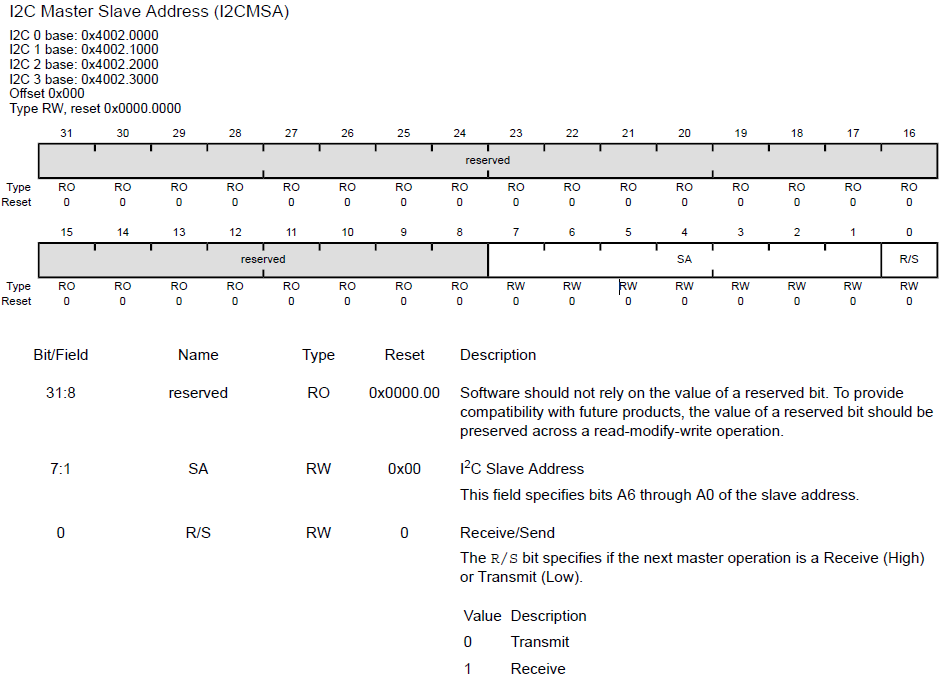 I2C Master Slave Address (I2CMSA)
I2C 0 base: 0x4002.0000
I2C 1 base: 0x4002.1000
I2C 2 base: 0x4002.2000
I2C 3 base: 0x4002.3000
Offset 0x000
Type RW, reset 0x0000.0000
31 30 29 28 27 26 25 24 23 22 21 20 19 18 17 16
reserved
Type RO RO RO RO RO RO RO RO RO RO RO RO RO RO RO RO
Reset 0 0 0 0 0 0 0 0 0 0 0 0 0 0 0 0
15 14 13 12 11 10 9 8 7 6 5 4 3 2 1 0
reserved SA R/S
Type RO RO RO RO RO RO RO RO RW RW RW RW RW RW RW RW
Reset 0 0 0 0 0 0 0 0 0 0 0 0 0 0 0 0
Bit/Field Name Type Reset Description
31:8 reserved RO 0x0000.00 Software should not rely on the value of a reserved bit. To provide
compatibility with future products, the value of a reserved bit should be
preserved across a read-modify-write operation.
7:1 SA RW 0x00 I²C Slave Address
This field specifies bits A6 through A0 of the slave address.
0 R/S RW 0 Receive/Send
The R/S bit specifies if the next master operation is a Receive (High)
or Transmit (Low).
Value Description
0 Transmit
1 Receive